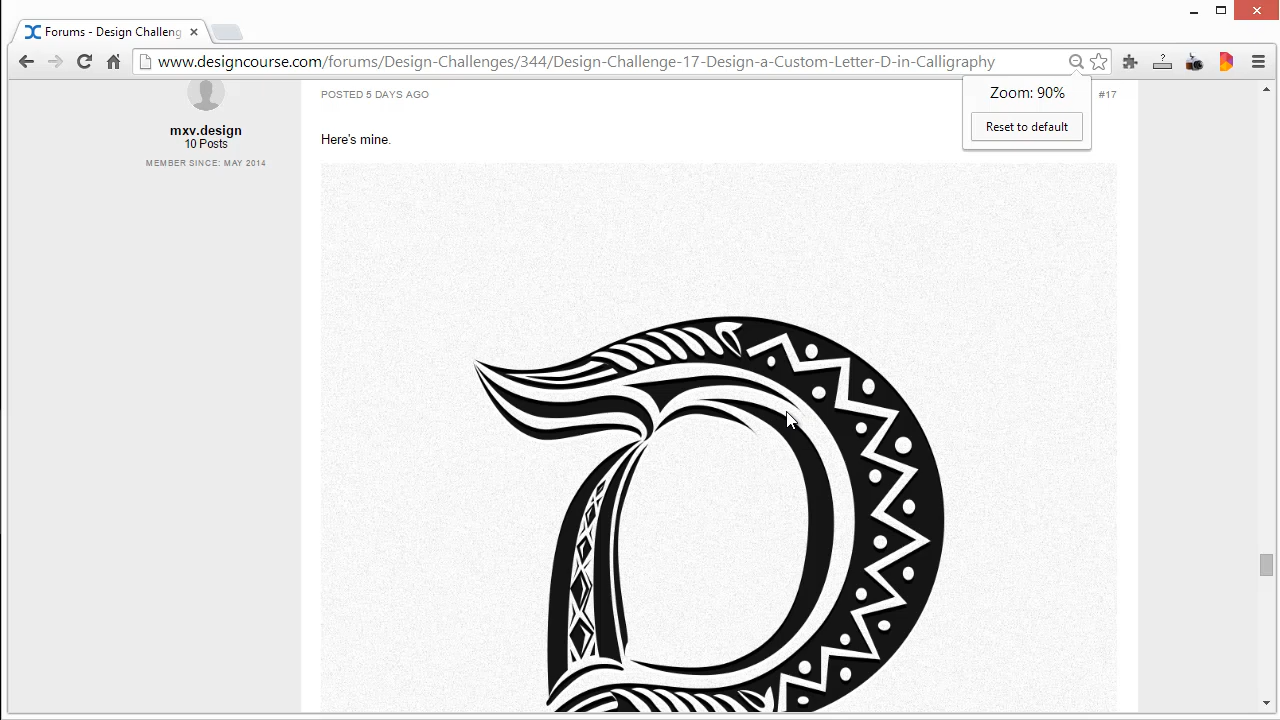 Forums - Design Challeng
www.designcourse.com/forums/Design-Challenges/344/Design-Challenge-17-Design-a-Custom-Letter-D-in-Calligraphy
Zoom: 90%
Reset to default
POSTED 5 DAYS AGO
#17
mxv.design
10 Posts
MEMBER SINCE: MAY 2014
Here's mine.
D